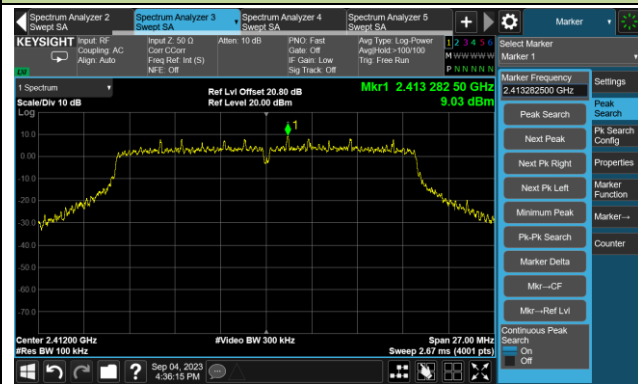 Spectrum Analyzer 2
Swept SA
Spectrum Analyzer 3
Swept SA
Spectrum Analyzer 4
Swept SA
Spectrum Analyzer 5
Swept SA
+
Marker
KEYSIGHT
Input: RF
Coupling: AC
Align: Auto
Input Z: 50 Ω
Corr CCorr
Freq Ref: Int (S)
NFE: Off
Atten: 10 dB
PNO: Fast
Gate: Off
IF Gain: Low
Sig Track: Off
Avg Type: Log-Power
Avg|Hold:>100/100
Trig: Free Run
1 2 3 4 5 6
M W W W W W
P N N N N N
Select Marker
Marker 1
1 Spectrum
Scale/Div 10 dB
Log
Ref Lvl Offset 20.80 dB
Ref Level 20.00 dBm
Mkr1 2.413 282 50 GHz
9.03 dBm
1
10.0
0.00
-10.0
-20.0
-30.0
-40.0
-50.0
-60.0
-70.0
Center 2.41200 GHz
#Res BW 100 kHz
#Video BW 300 kHz
Span 27.00 MHz
Sweep 2.67 ms (4001 pts)
Marker Frequency
2.413282500 GHz
Peak Search
Next Peak
Next Pk Right
Next Pk Left
Minimum Peak
Pk-Pk Search
Marker Delta
Mkr→CF
Mkr→Ref Lvl
Continuous Peak
Search
On
Off
Settings
Peak
Search
Pk Search
Config
Properties
Marker
Function
Marker→
Counter
?
Sep 04, 2023
4:36:15 PM